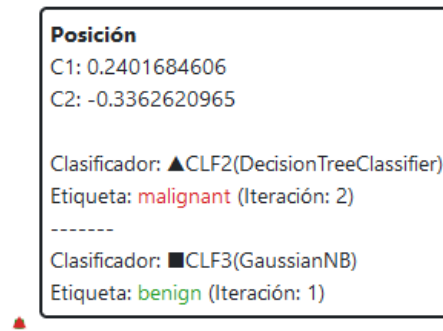 Posición
C1: 0.2401684606
C2: -0.3362620965
Clasificador: ▲CLF2(DecisionTreeClassifier)
Etiqueta: malignant (Iteración: 2)
-------
Clasificador: ■CLF3(GaussianNB)
Etiqueta: benign (Iteración: 1)